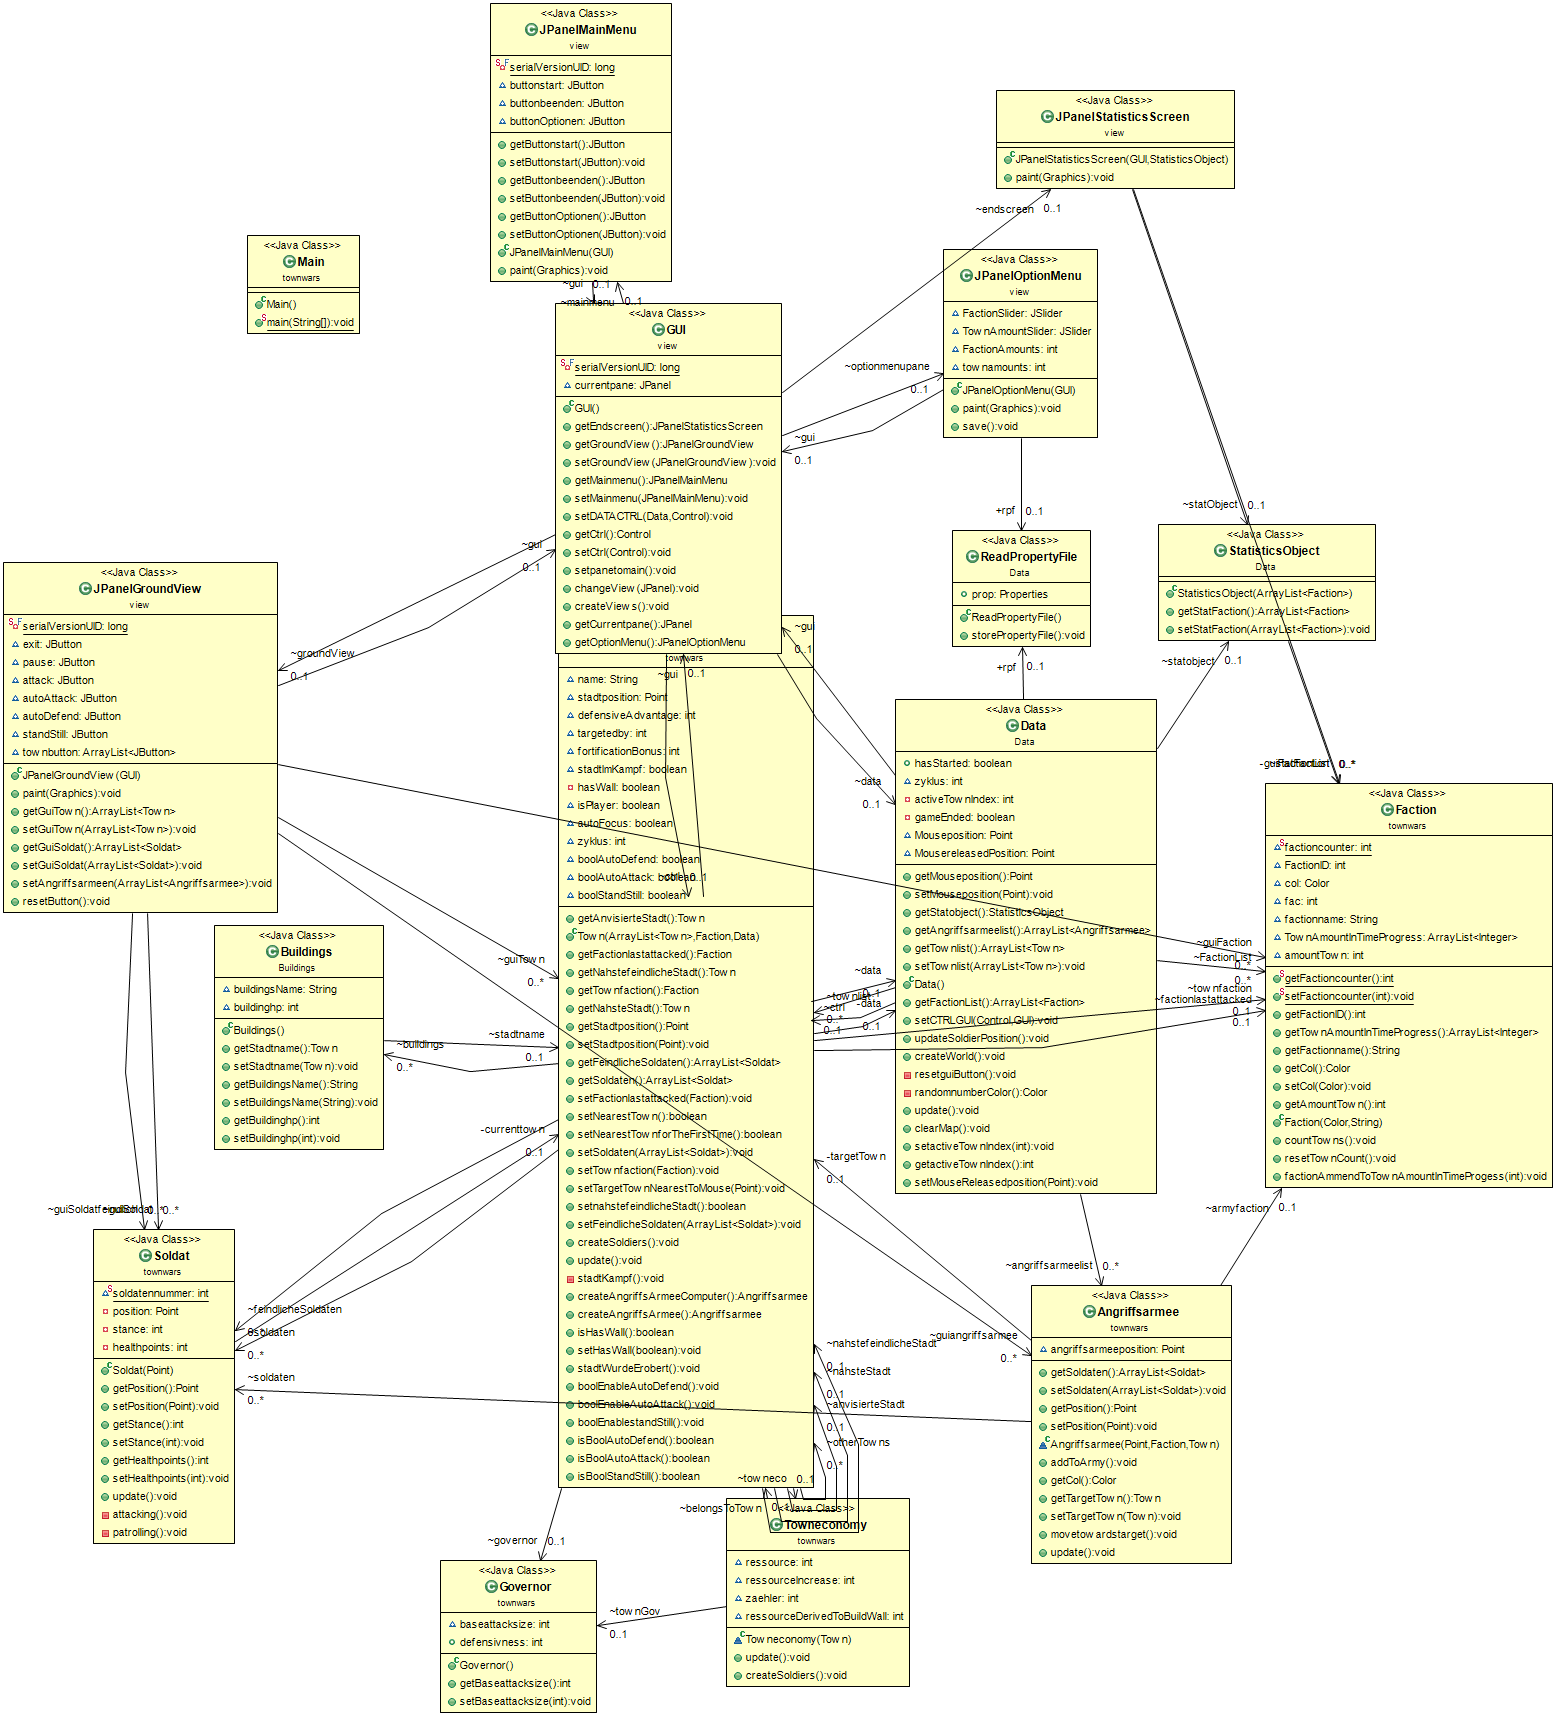 <<Java Class>>
JPanelMainMenu
view
serialVersionUID: long
buttonstart: JButton
buttonbeenden: JButton
buttonOptionen: JButton
getButtonstart():JButton
setButtonstart(JButton):void
getButtonbeenden():JButton
setButtonbeenden(JButton):void
getButtonOptionen():JButton
setButtonOptionen(JButton):void
JPanelMainMenu(GUI)
paint(Graphics):void
<<Java Class>>
JPanelStatisticsScreen
view
JPanelStatisticsScreen(GUI,StatisticsObject)
paint(Graphics):void
~endscreen 0..1
<<Java Class>>
Main
townwars
Main()
main(String[]):void
~gui 0..1
~mainmenu 0..1
<<Java Class>>
GUI
view
serialVersionUID: long
currentpane: JPanel
GUI()
getEndscreen():JPanelStatisticsScreen
getGroundView():JPanelGroundView
setGroundView(JPanelGroundView):void
getMainmenu():JPanelMainMenu
setMainmenu(JPanelMainMenu):void
setDATACTRL(Data,Control):void
getCtrl():Control
setCtrl(Control):void
setpanetomain():void
changeView(JPanel):void
createViews():void
getCurrentpane():JPanel
getOptionMenu():JPanelOptionMenu
<<Java Class>>
JPanelOptionMenu
view
FactionSlider: JSlider
TownAmountSlider: JSlider
FactionAmounts: int
townamounts: int
JPanelOptionMenu(GUI)
paint(Graphics):void
save():void
~optionmenupane
0..1
~gui
0..1
+rpf 0..1
<<Java Class>>
ReadPropertyFile
Data
prop: Properties
ReadPropertyFile()
storePropertyFile():void
+rpf 0..1
~statObject 0..1
<<Java Class>>
StatisticsObject
Data
StatisticsObject(ArrayList<Faction>)
getStatFaction():ArrayList<Faction>
setStatFaction(ArrayList<Faction>):void
~statobject 0..1
<<Java Class>>
JPanelGroundView
view
serialVersionUID: long
exit: JButton
pause: JButton
attack: JButton
autoAttack: JButton
autoDefend: JButton
standStill: JButton
townbutton: ArrayList<JButton>
JPanelGroundView(GUI)
paint(Graphics):void
getGuiTown():ArrayList<Town>
setGuiTown(ArrayList<Town>):void
getGuiSoldat():ArrayList<Soldat>
setGuiSoldat(ArrayList<Soldat>):void
setAngriffsarmeen(ArrayList<Angriffsarmee>):void
resetButton():void
~gui
0..1
~groundView
0..1
townwars
name: String
stadtposition: Point
defensiveAdvantage: int
targetedby: int
fortificationBonus: int
stadtImKampf: boolean
hasWall: boolean
isPlayer: boolean
autoFocus: boolean
zyklus: int
boolAutoDefend: boolean
boolAutoAttack: boolean
boolStandStill: boolean
getAnvisierteStadt():Town
Town(ArrayList<Town>,Faction,Data)
getFactionlastattacked():Faction
getNahstefeindlicheStadt():Town
getTownfaction():Faction
getNahsteStadt():Town
getStadtposition():Point
setStadtposition(Point):void
getFeindlicheSoldaten():ArrayList<Soldat>
getSoldaten():ArrayList<Soldat>
setFactionlastattacked(Faction):void
setNearestTown():boolean
setNearestTownforTheFirstTime():boolean
setSoldaten(ArrayList<Soldat>):void
setTownfaction(Faction):void
setTargetTownNearestToMouse(Point):void
setnahstefeindlicheStadt():boolean
setFeindlicheSoldaten(ArrayList<Soldat>):void
createSoldiers():void
update():void
stadtKampf():void
createAngriffsArmeeComputer():Angriffsarmee
createAngriffsArmee():Angriffsarmee
isHasWall():boolean
setHasWall(boolean):void
stadtWurdeErobert():void
boolEnableAutoDefend():void
boolEnableAutoAttack():void
boolEnablestandStill():void
isBoolAutoDefend():boolean
isBoolAutoAttack():boolean
isBoolStandStill():boolean
~gui 0..1
0..1
~gui
0..1
~data
0..1
<<Java Class>>
Data
Data
hasStarted: boolean
zyklus: int
activeTownIndex: int
gameEnded: boolean
Mouseposition: Point
MousereleasedPosition: Point
getMouseposition():Point
setMouseposition(Point):void
getStatobject():StatisticsObject
getAngriffsarmeelist():ArrayList<Angriffsarmee>
getTownlist():ArrayList<Town>
setTownlist(ArrayList<Town>):void
Data()
getFactionList():ArrayList<Faction>
setCTRLGUI(Control,GUI):void
updateSoldierPosition():void
createWorld():void
resetguiButton():void
randomnumberColor():Color
update():void
clearMap():void
setactiveTownIndex(int):void
getactiveTownIndex():int
setMouseReleasedposition(Point):void
0..*
<<Java Class>>
Faction
townwars
factioncounter: int
FactionID: int
col: Color
fac: int
factionname: String
TownAmountInTimeProgress: ArrayList<Integer>
amountTown: int
getFactioncounter():int
setFactioncounter(int):void
getFactionID():int
getTownAmountInTimeProgress():ArrayList<Integer>
getFactionname():String
getCol():Color
setCol(Color):void
getAmountTown():int
Faction(Color,String)
countTowns():void
resetTownCount():void
factionAmmendToTownAmountInTimeProgess(int):void
~guiFaction
0..*
~FactionList
0..*
~townfaction
0..1
~factionlastattacked
0..1
~data
0..1
~townlist
0..*
~ctrl
0..1
-data
0..1
<<Java Class>>
Buildings
Buildings
buildingsName: String
buildinghp: int
Buildings()
getStadtname():Town
setStadtname(Town):void
getBuildingsName():String
setBuildingsName(String):void
getBuildinghp():int
setBuildinghp(int):void
~guiTown
0..*
~stadtname
0..1
~buildings
0..*
-currenttown
0..1
-targetTown
0..1
~armyfaction 0..1
~angriffsarmeelist 0..*
0..*
<<Java Class>>
Soldat
townwars
soldatennummer: int
position: Point
stance: int
healthpoints: int
Soldat(Point)
getPosition():Point
setPosition(Point):void
getStance():int
setStance(int):void
getHealthpoints():int
setHealthpoints(int):void
update():void
attacking():void
patrolling():void
~feindlicheSoldaten
~soldaten
0..*
~soldaten
0..*
<<Java Class>>
Angriffsarmee
townwars
angriffsarmeeposition: Point
getSoldaten():ArrayList<Soldat>
setSoldaten(ArrayList<Soldat>):void
getPosition():Point
setPosition(Point):void
Angriffsarmee(Point,Faction,Town)
addToArmy():void
getCol():Color
getTargetTown():Town
setTargetTown(Town):void
movetowardstarget():void
update():void
~guiangriffsarmee
0..*
~nahstefeindlicheStadt
0..1
~nahsteStadt
0..1
~anvisierteStadt
0..1
~otherTowns
0..*
~towneco 0..1
~belongsToTown 0..1
<<Java Class>>
Towneconomy
townwars
ressource: int
ressourceIncrease: int
zaehler: int
ressourceDerivedToBuildWall: int
Towneconomy(Town)
update():void
createSoldiers():void
~governor 0..1
<<Java Class>>
Governor
townwars
baseattacksize: int
defensivness: int
Governor()
getBaseattacksize():int
setBaseattacksize(int):void
~townGov
0..1